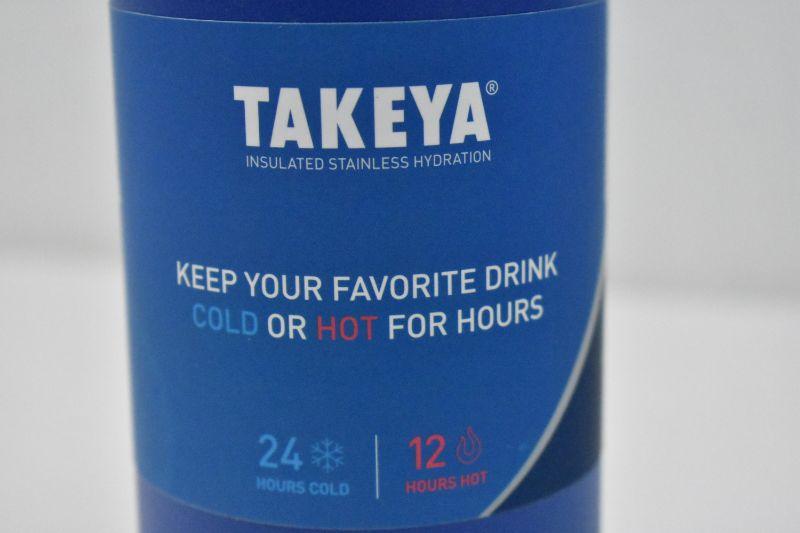 TAKEYA®
INSULATED STAINLESS HYDRATION
KEEP YOUR FAVORITE DRINK
COLD OR HOT FOR HOURS
24
HOURS COLD
12
HOURS HOT